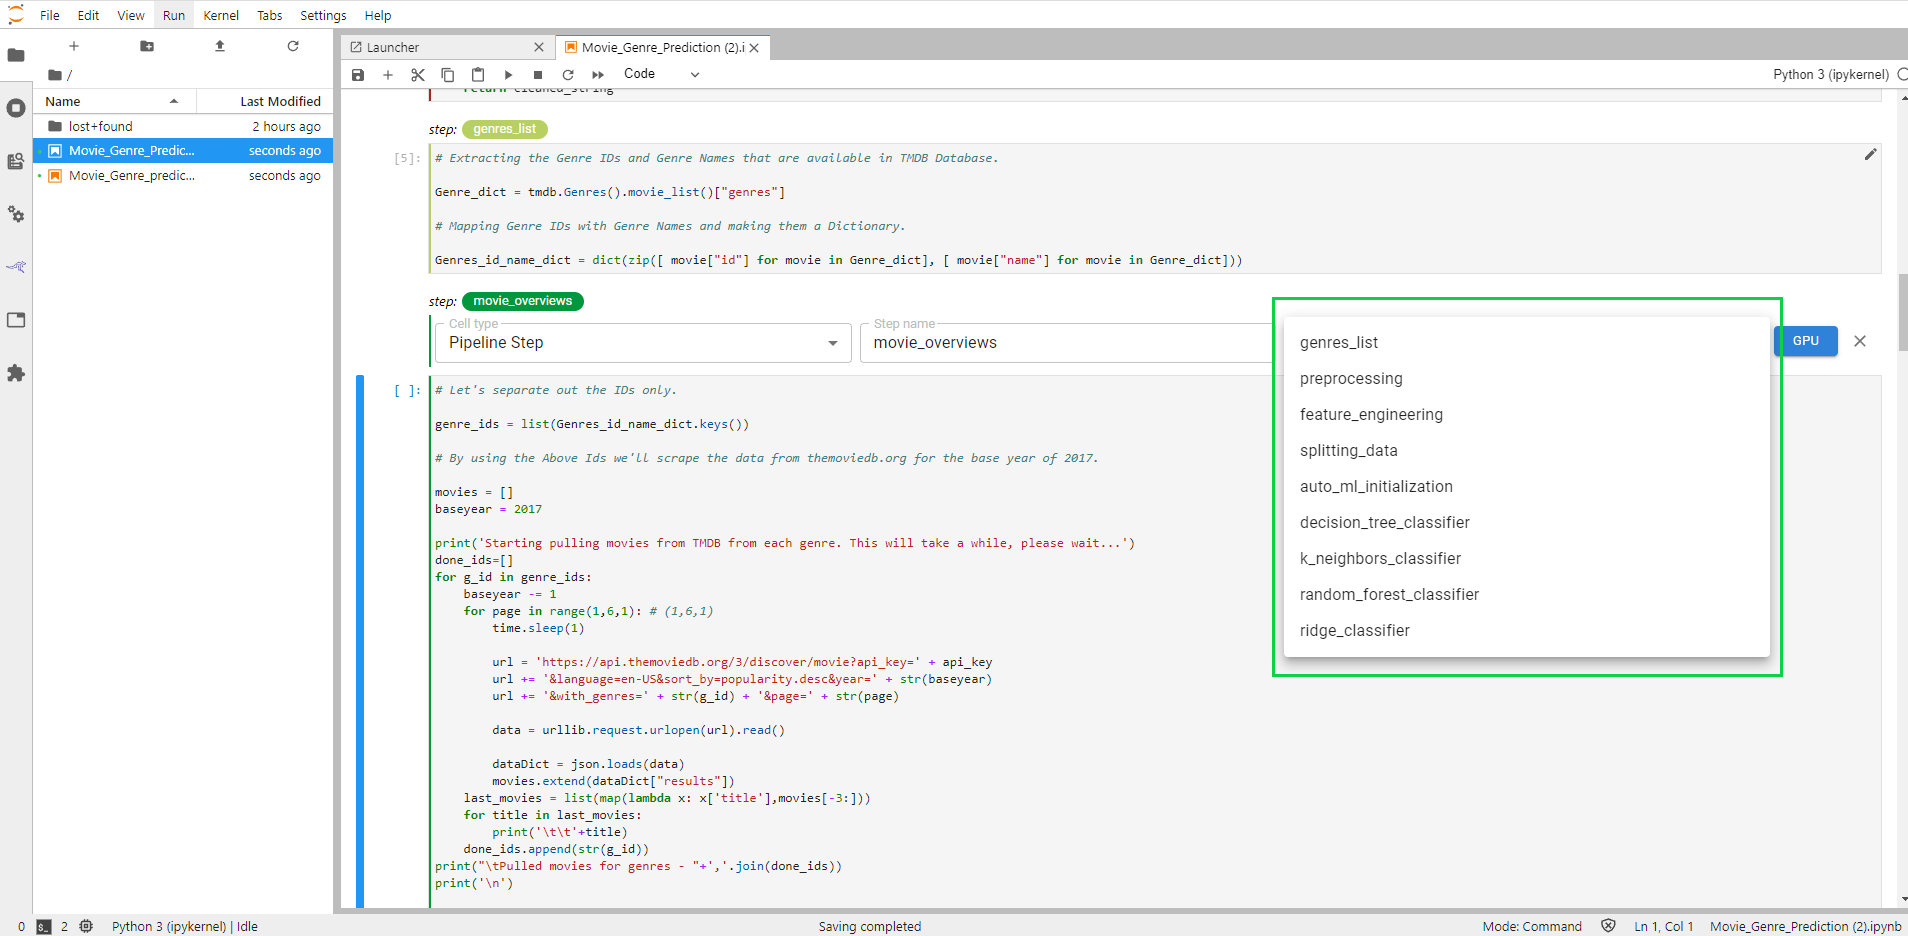 File Edit View Run Kernel Tabs Settings Help
/
Name Last Modified
lost+found 2 hours ago
Movie_Genre_Predic... seconds ago
Movie_Genre_predic... seconds ago
Launcher
Movie_Genre_Prediction (2).i
Code
Python 3 (ipykernel)
return cleaned_string
step: genres_list
[5]:
# Extracting the Genre IDs and Genre Names that are available in TMDB Database.
Genre_dict = tmdb.Genres().movie_list()["genres"]
# Mapping Genre IDs with Genre Names and making them a Dictionary.
Genres_id_name_dict = dict(zip([ movie["id"] for movie in Genre_dict], [ movie["name"] for movie in Genre_dict]))
step: movie_overviews
Cell type
Pipeline Step
Step name
movie_overviews
GPU
genres_list
preprocessing
feature_engineering
splitting_data
auto_ml_initialization
decision_tree_classifier
k_neighbors_classifier
random_forest_classifier
ridge_classifier
[ ]:
# Let's separate out the IDs only.
genre_ids = list(Genres_id_name_dict.keys())
# By using the Above Ids we'll scrape the data from themoviedb.org for the base year of 2017.
movies = []
baseyear = 2017
print('Starting pulling movies from TMDB from each genre. This will take a while, please wait...')
done_ids=[]
for g_id in genre_ids:
baseyear -= 1
for page in range(1,6,1): # (1,6,1)
time.sleep(1)
url = 'https://api.themoviedb.org/3/discover/movie?api_key=' + api_key
url += '&language=en-US&sort_by=popularity.desc&year=' + str(baseyear)
url += '&with_genres=' + str(g_id) + '&page=' + str(page)
data = urllib.request.urlopen(url).read()
dataDict = json.loads(data)
movies.extend(dataDict["results"])
last_movies = list(map(lambda x: x['title'],movies[-3:]))
for title in last_movies:
print('\t\t'+title)
done_ids.append(str(g_id))
print("\tPulled movies for genres - "+','.join(done_ids))
print('\n')
0 $_ 2 Python 3 (ipykernel) | Idle
Saving completed
Mode: Command
Ln 1, Col 1
Movie_Genre_Prediction (2).ipynb